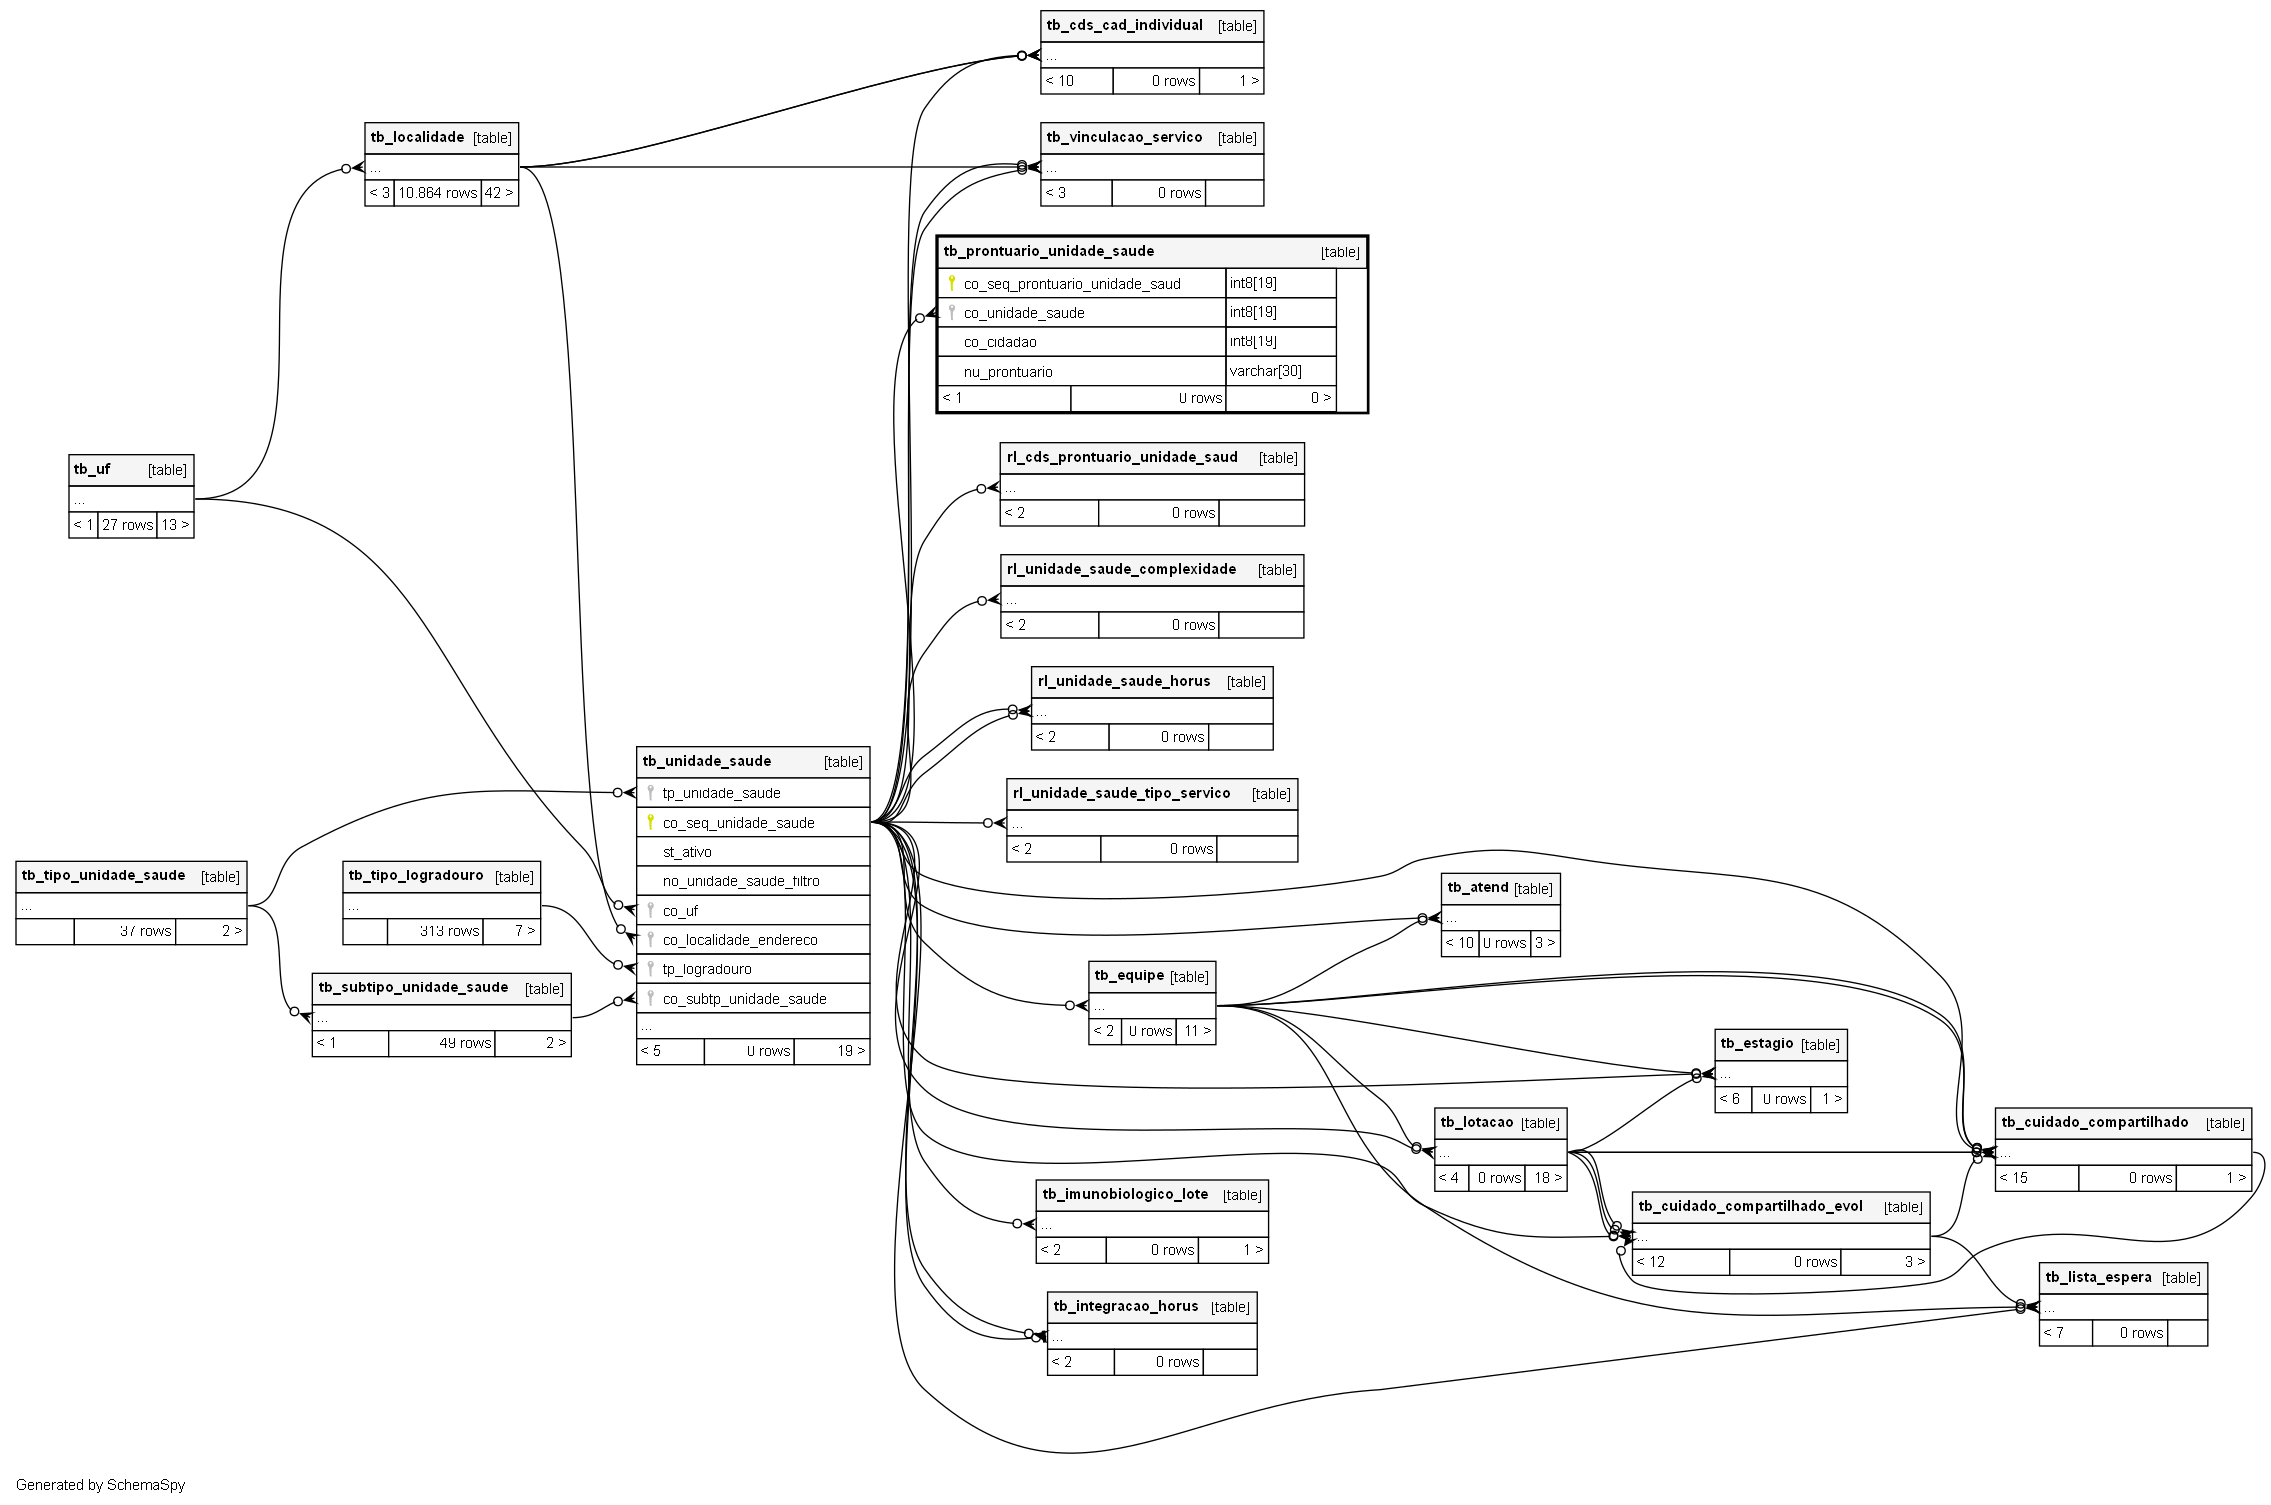 tb_cds_cad_individual [table]
...
< 10 0 rows 1 >
tb_localidade [table]
...
< 3 10.864 rows 42 >
tb_vinculacao_servico [table]
...
< 3 0 rows
tb_prontuario_unidade_saude [table]
co_seq_prontuario_unidade_saud int8[19]
co_unidade_saude int8[19]
co_cidadao int8[19]
nu_prontuario varchar[30]
< 1 0 rows 0 >
tb_uf [table]
...
< 1 27 rows 13 >
rl_cds_prontuario_unidade_saud [table]
...
< 2 0 rows
rl_unidade_saude_complexidade [table]
...
< 2 0 rows
rl_unidade_saude_horus [table]
...
< 2 0 rows
rl_unidade_saude_tipo_servico [table]
...
< 2 0 rows
tb_unidade_saude [table]
tp_unidade_saude
co_seq_unidade_saude
st_ativo
no_unidade_saude_filtro
co_uf
co_localidade_endereco
tp_logradouro
co_subtp_unidade_saude
...
< 5 0 rows 19 >
tb_tipo_unidade_saude [table]
...
37 rows 2 >
tb_tipo_logradouro [table]
...
313 rows 7 >
tb_subtipo_unidade_saude [table]
...
< 1 49 rows 2 >
tb_atend [table]
...
< 10 0 rows 3 >
tb_equipe [table]
...
< 2 0 rows 11 >
tb_estagio [table]
...
< 6 0 rows 1 >
tb_lotacao [table]
...
< 4 0 rows 18 >
tb_cuidado_compartilhado [table]
...
< 15 0 rows 1 >
tb_imunobiologico_lote [table]
...
< 2 0 rows 1 >
tb_cuidado_compartilhado_evol [table]
...
< 12 0 rows 3 >
tb_lista_espera [table]
...
< 7 0 rows
tb_integracao_horus [table]
...
< 2 0 rows
Generated by SchemaSpy